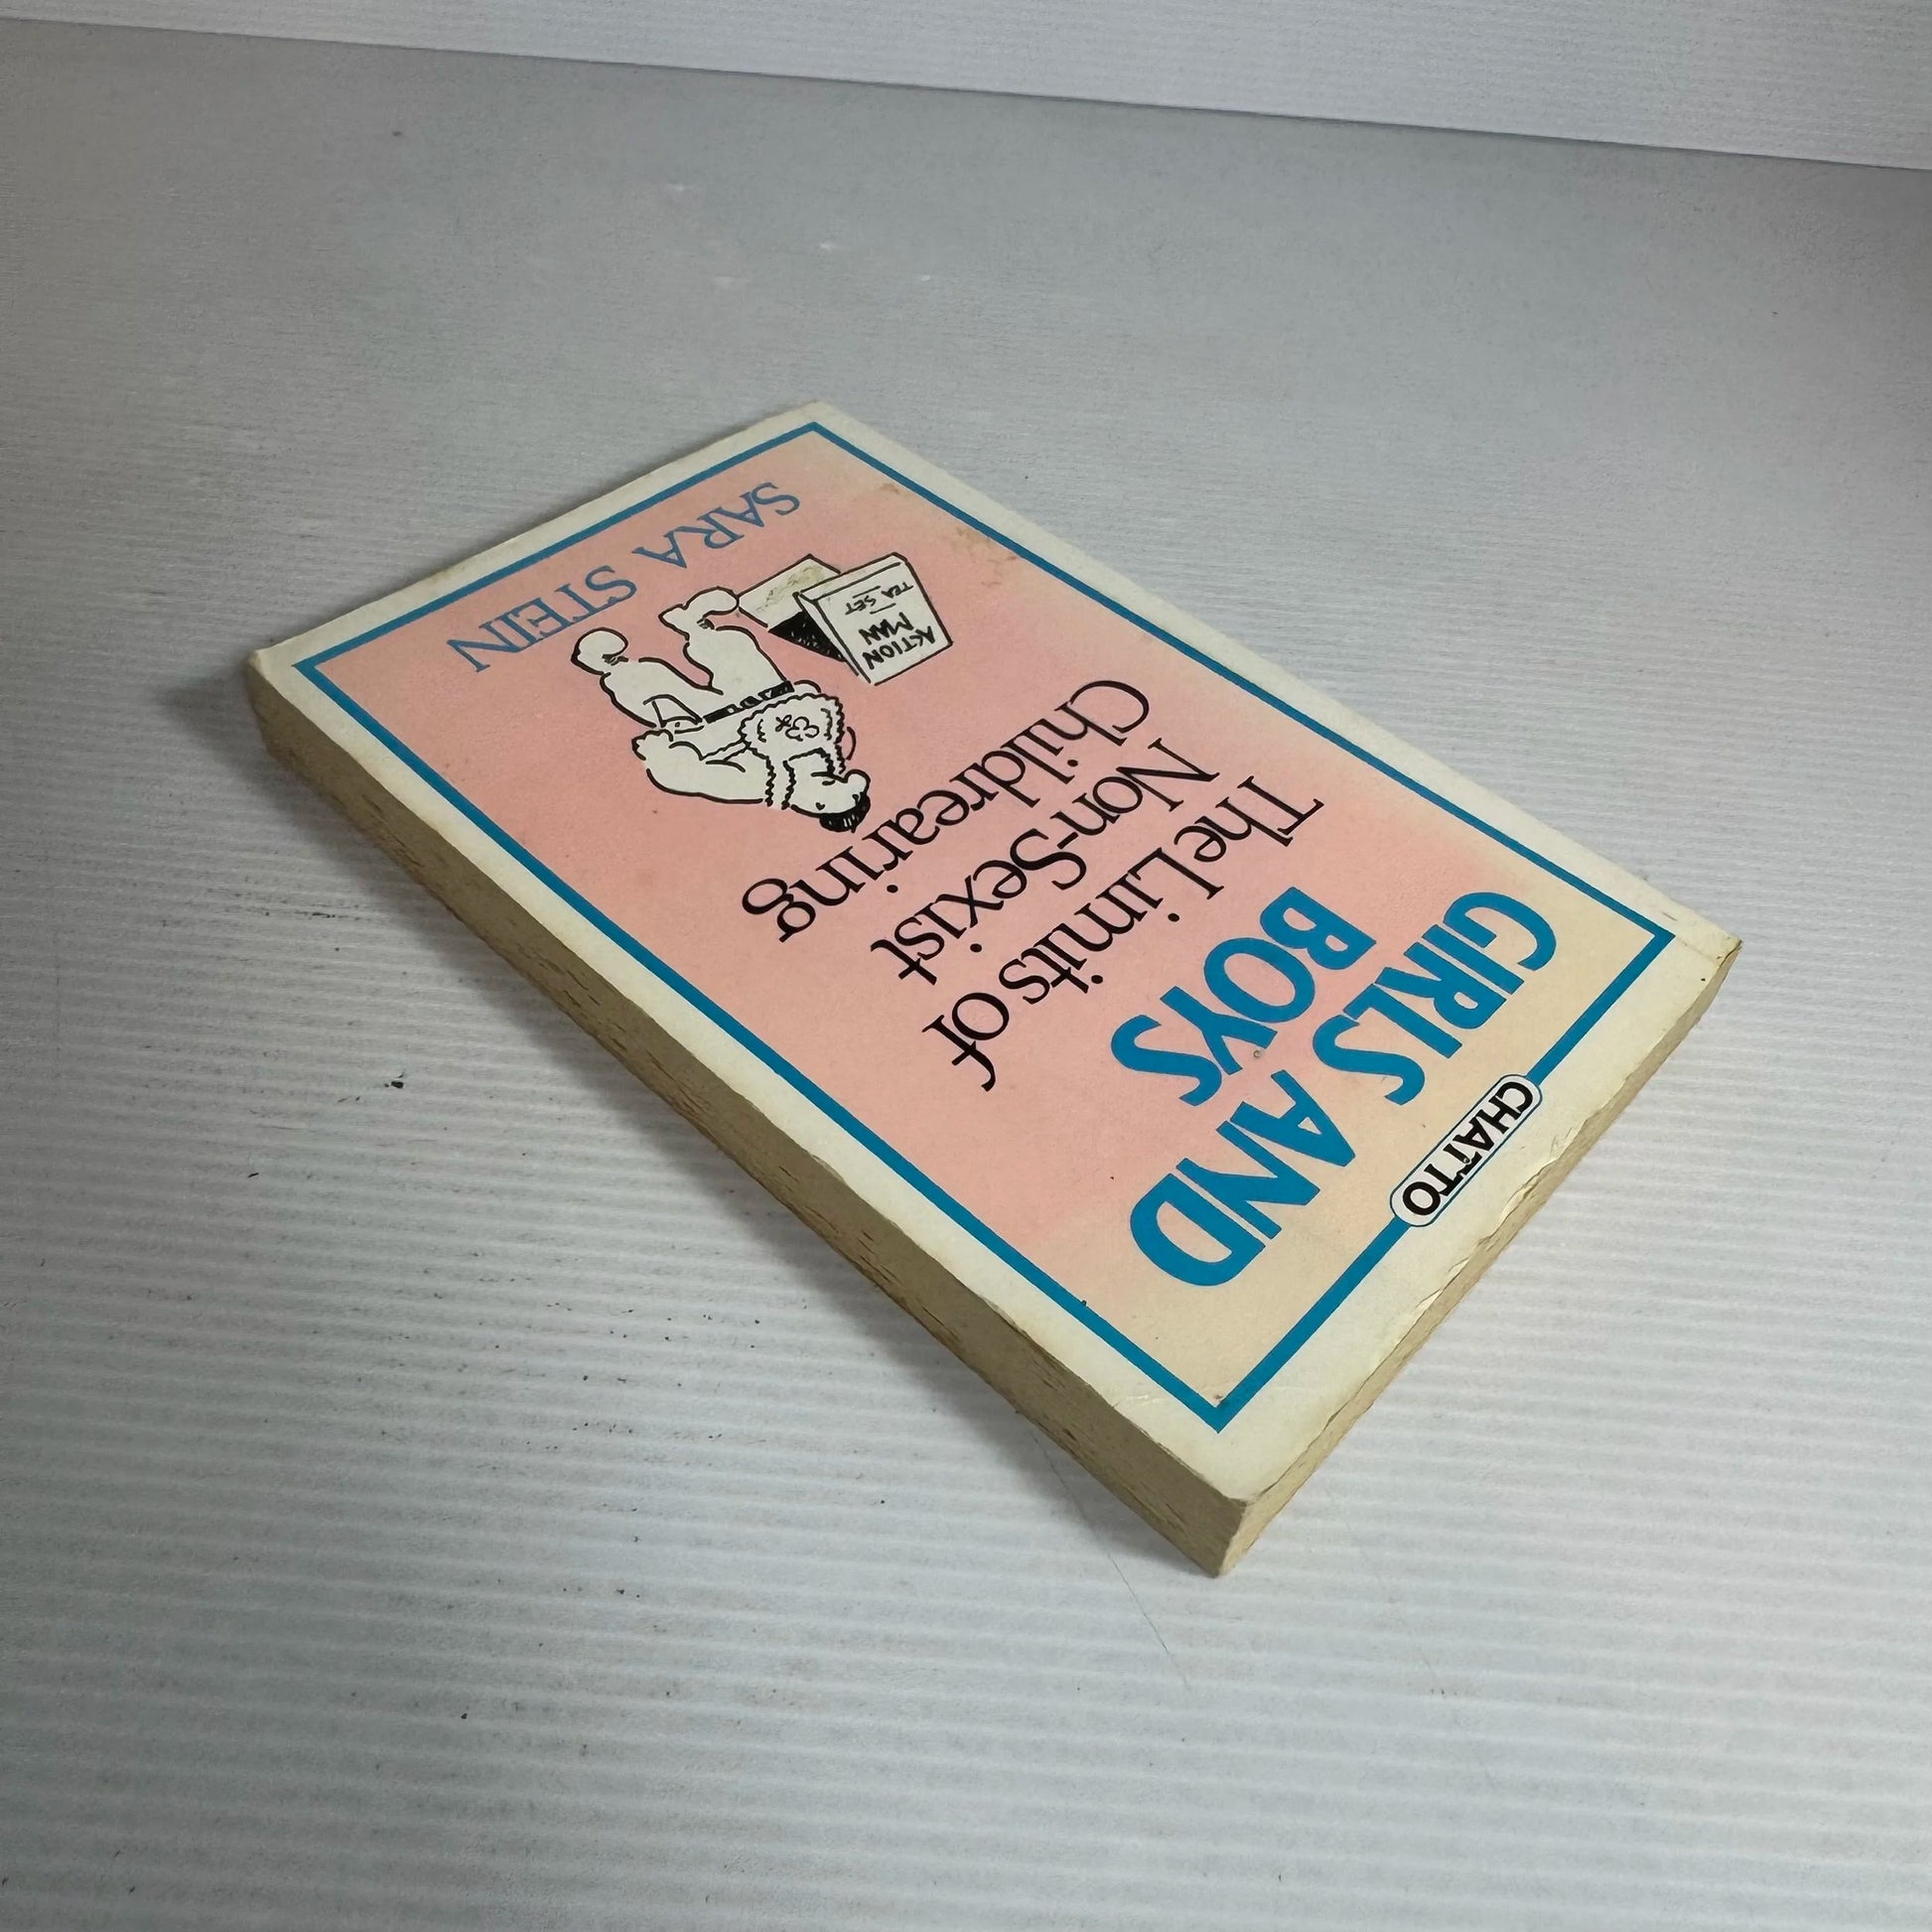 CHATTO
GIRLS AND
BOYS
The Limits of
Non-Sexist
Childrearing
ACTION
MAN
TEA SET
SARA STEIN